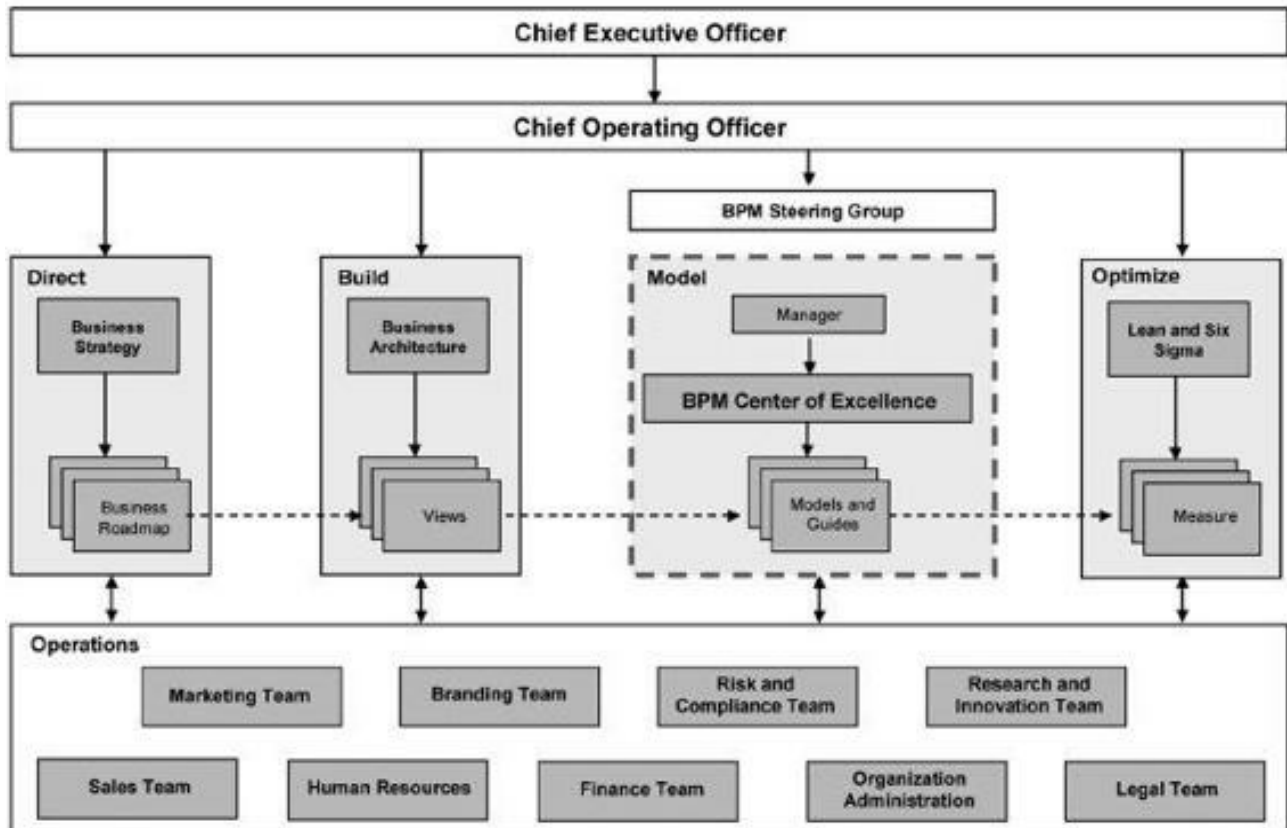 Chief Executive Officer
Chief Operating Officer
BPM Steering Group
Direct
Business
Strategy
Business
Roadmap
Build
Business
Architecture
Views
Model
Manager
BPM Center of Excellence
Models and
Guides
Optimize
Lean and Six
Sigma
Measure
Operations
Marketing Team
Branding Team
Risk and
Compliance Team
Research and
Innovation Team
Sales Team
Human Resources
Finance Team
Organization
Administration
Legal Team